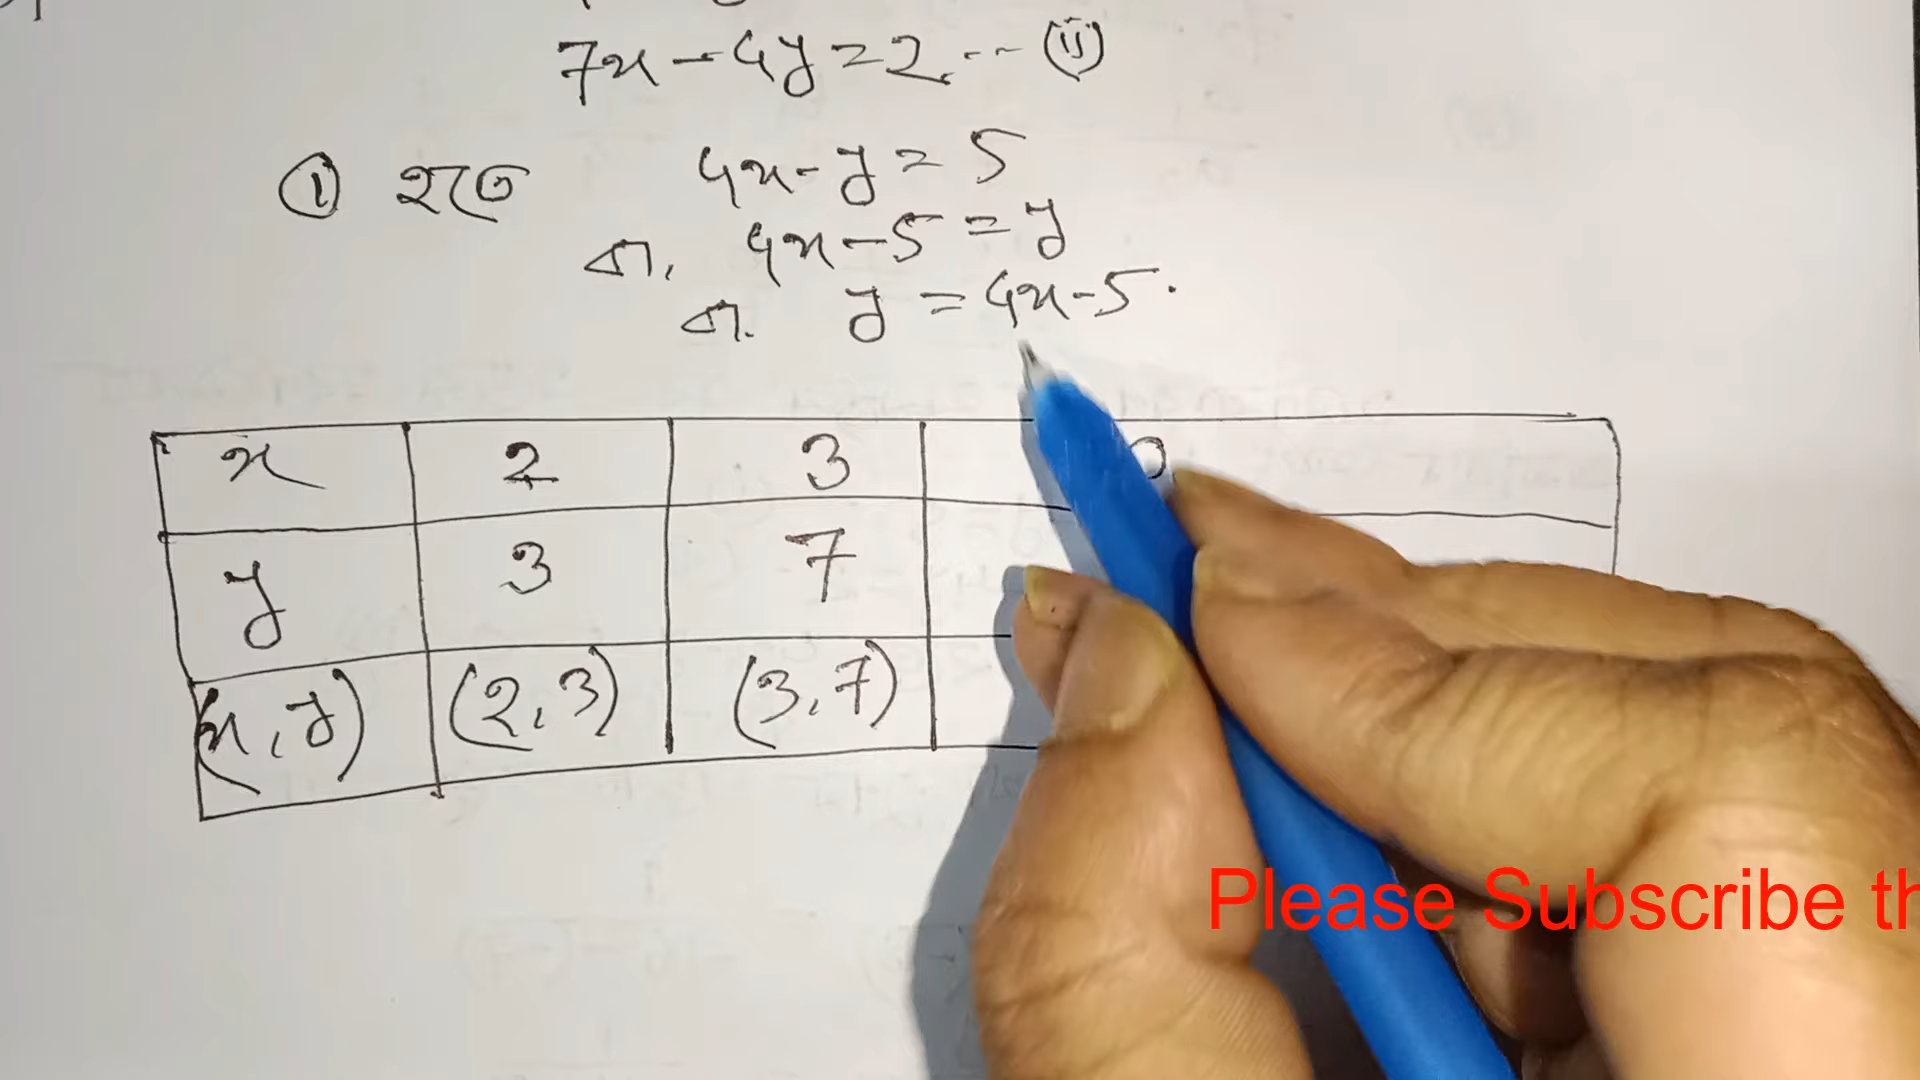 7x - 4y = 2 --- (ii)
(i) হতে 4x - y = 5
বা, 4x - 5 = y
বা. y = 4x - 5.
x 2 3 0
y 3 7
(x, y) (2, 3) (3, 7)
Please Subscribe th